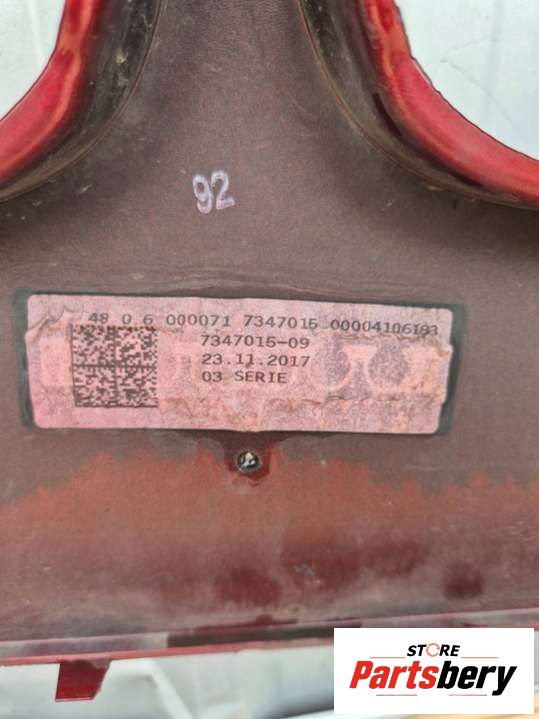 92
48 0 6 000071 7347015 00004106183
7347015-09
23.11.2017
03 SERIE
STORE
Partsbery